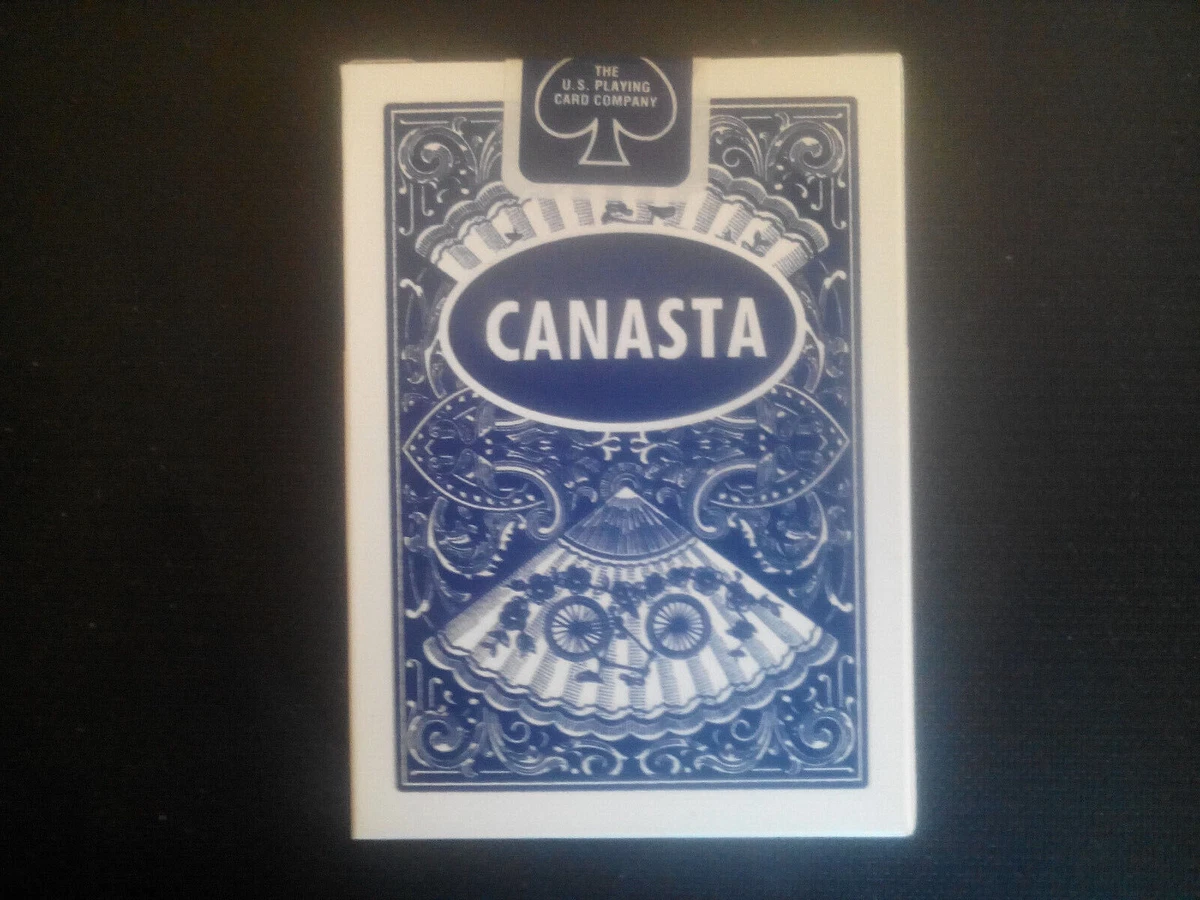 THE
U.S. PLAYING
CARD COMPANY
CANASTA